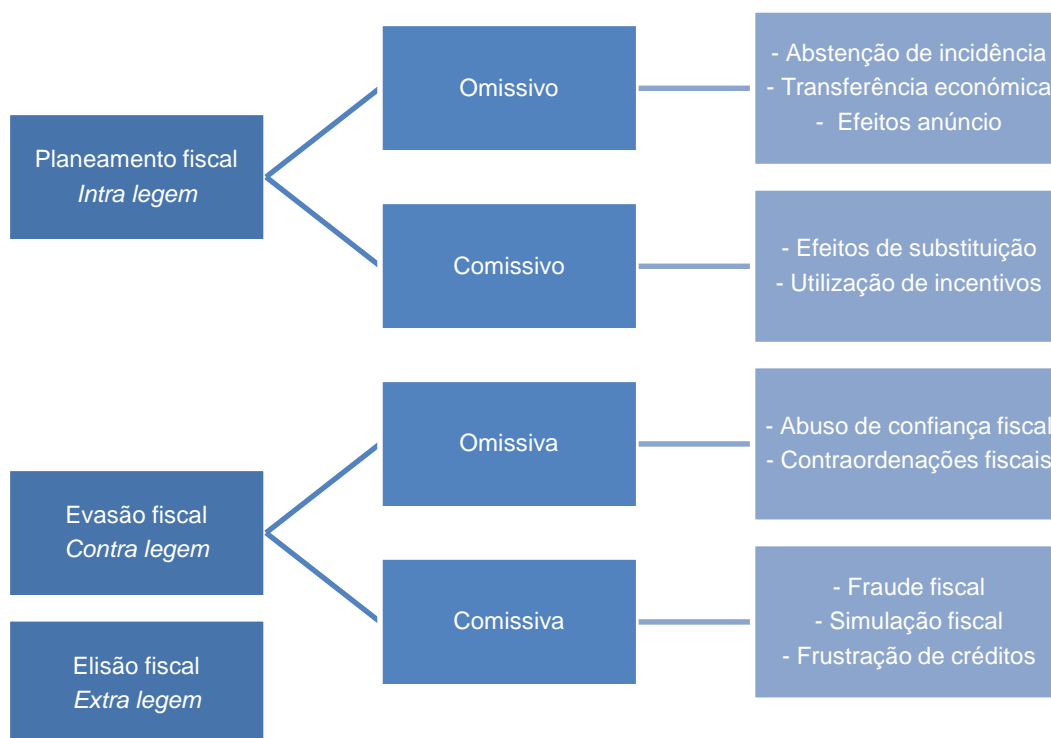 Planeamento fiscal
Intra legem
Omissivo
- Abstenção de incidência
- Transferência económica
- Efeitos anúncio
Comissivo
- Efeitos de substituição
- Utilização de incentivos
Evasão fiscal
Contra legem
Omissiva
- Abuso de confiança fiscal
- Contraordenações fiscais
Comissiva
- Fraude fiscal
- Simulação fiscal
- Frustração de créditos
Elisão fiscal
Extra legem